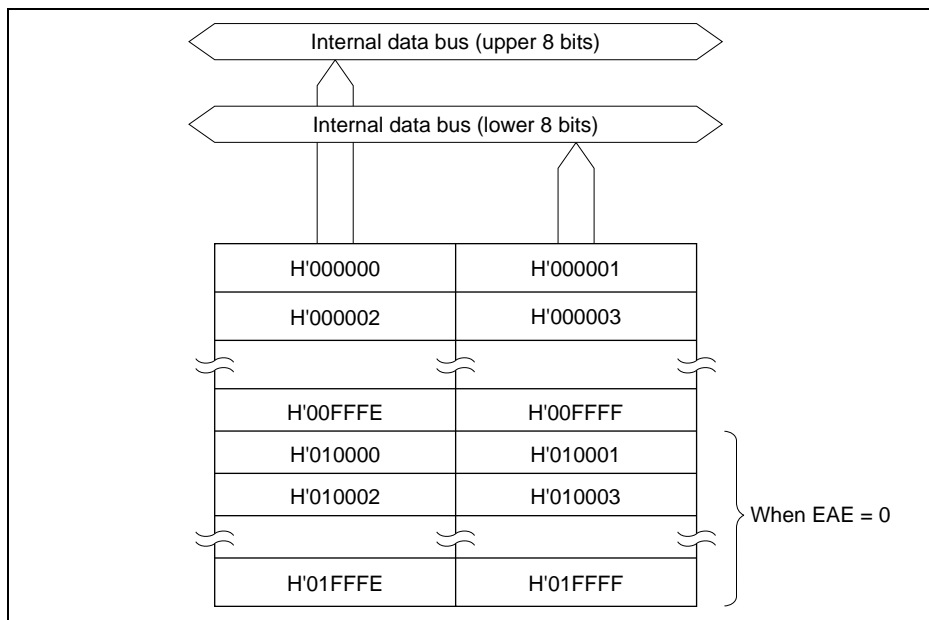 Internal data bus (upper 8 bits)
Internal data bus (lower 8 bits)
H'000000 H'000001
H'000002 H'000003
H'00FFFE H'00FFFF
H'010000 H'010001
H'010002 H'010003
When EAE = 0
H'01FFFE H'01FFFF